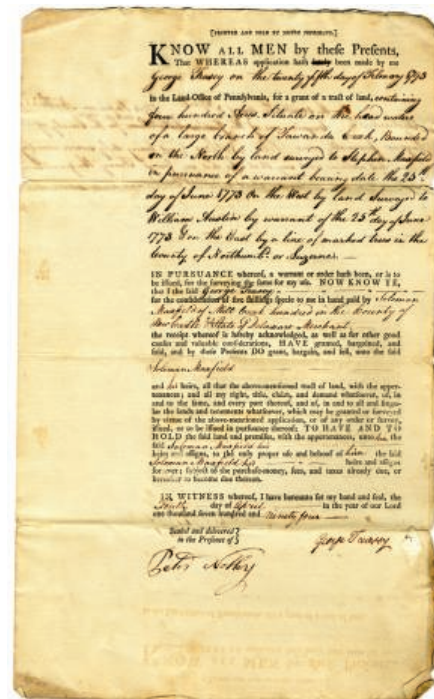 [PRINTED AND SOLD BY
KNOW ALL MEN by these Presents,
THAT WHEREAS application hath lately been made by me
George on the twenty fifth day of February 1773
in the Land-Office of Pennsylvania, for a grant of a tract of land, containing
four hundred Acres, Situate on the head waters
of a large branch of Tawanda Creek, Bounded
on the North by land surveyed to Stephen Maxfield
in pursuance of a warrant bearing date the 25th
day of June 1773 On the West by land Surveyed to
William Austin by warrant of the 25th day of June
1773 & on the East by a line of marked trees in the
County of Northumbd. or Luzerne.
IN PURSUANCE whereof, a warrant or order hath been, or is to
be issued, for the surveying the same for my use. NOW KNOW YE,
that I the said George
for the consideration of five shillings specie to me in hand paid by Solomon
Maxfield of Mill Creek hundred in the County of
New Castle & State of Delaware Merchant,
the receipt whereof is hereby acknowledged, as well as for other good
causes and valuable considerations, HAVE granted, bargained, and
sold, and by these Presents DO grant, bargain, and sell, unto the said
Solomon Maxfield
and his heirs, all that the above-mentioned tract of land, with the appur-
tenances; and all my right, title, claim, and demand whatsoever, of, in
and to the same, and every part thereof, and of, in and to all and singu-
lar the lands and tenements whatsoever, which may be granted or surveyed
by virtue of the above-mentioned application, or of any order or survey,
issued, or to be issued in pursuance thereof: TO HAVE AND TO
HOLD the said land and premises, with the appurtenances, unto him the
said Solomon Maxfield his
heirs and assigns, to the only proper use and behoof of him the said
Solomon Maxfield his heirs and assigns
for ever; subject to the purchase-money, fees, and taxes already due, or
hereafter to become due thereon.
IN WITNESS whereof, I have hereunto set my hand and seal, the
day of April in the year of our Lord
one thousand seven hundred and Ninety four
Sealed and delivered
in the Presence of
George
Peter